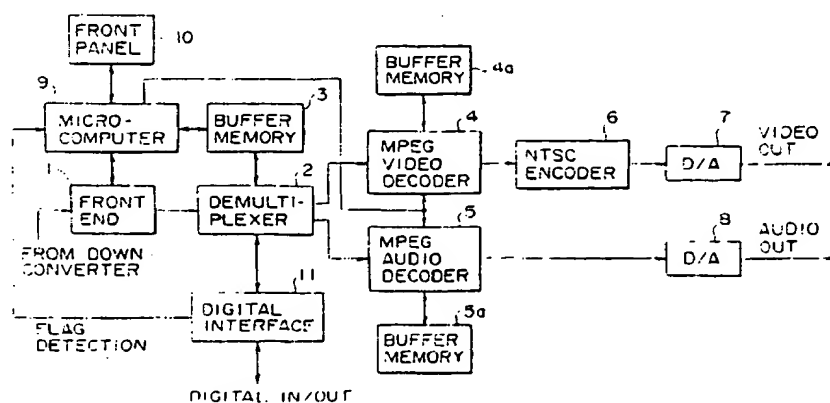 FRONT
PANEL
10
9
MICRO-
COMPUTER
BUFFER
MEMORY
3
BUFFER
MEMORY
4a
4
MPEG
VIDEO
DECODER
6
NTSC
ENCODER
7
D/A
VIDEO
OUT
1
FRONT
END
2
DEMULTI-
PLEXER
5
MPEG
AUDIO
DECODER
8
D/A
AUDIO
OUT
FROM DOWN
CONVERTER
11
DIGITAL
INTERFACE
5a
BUFFER
MEMORY
FLAG
DETECTION
DIGITAL IN/OUT